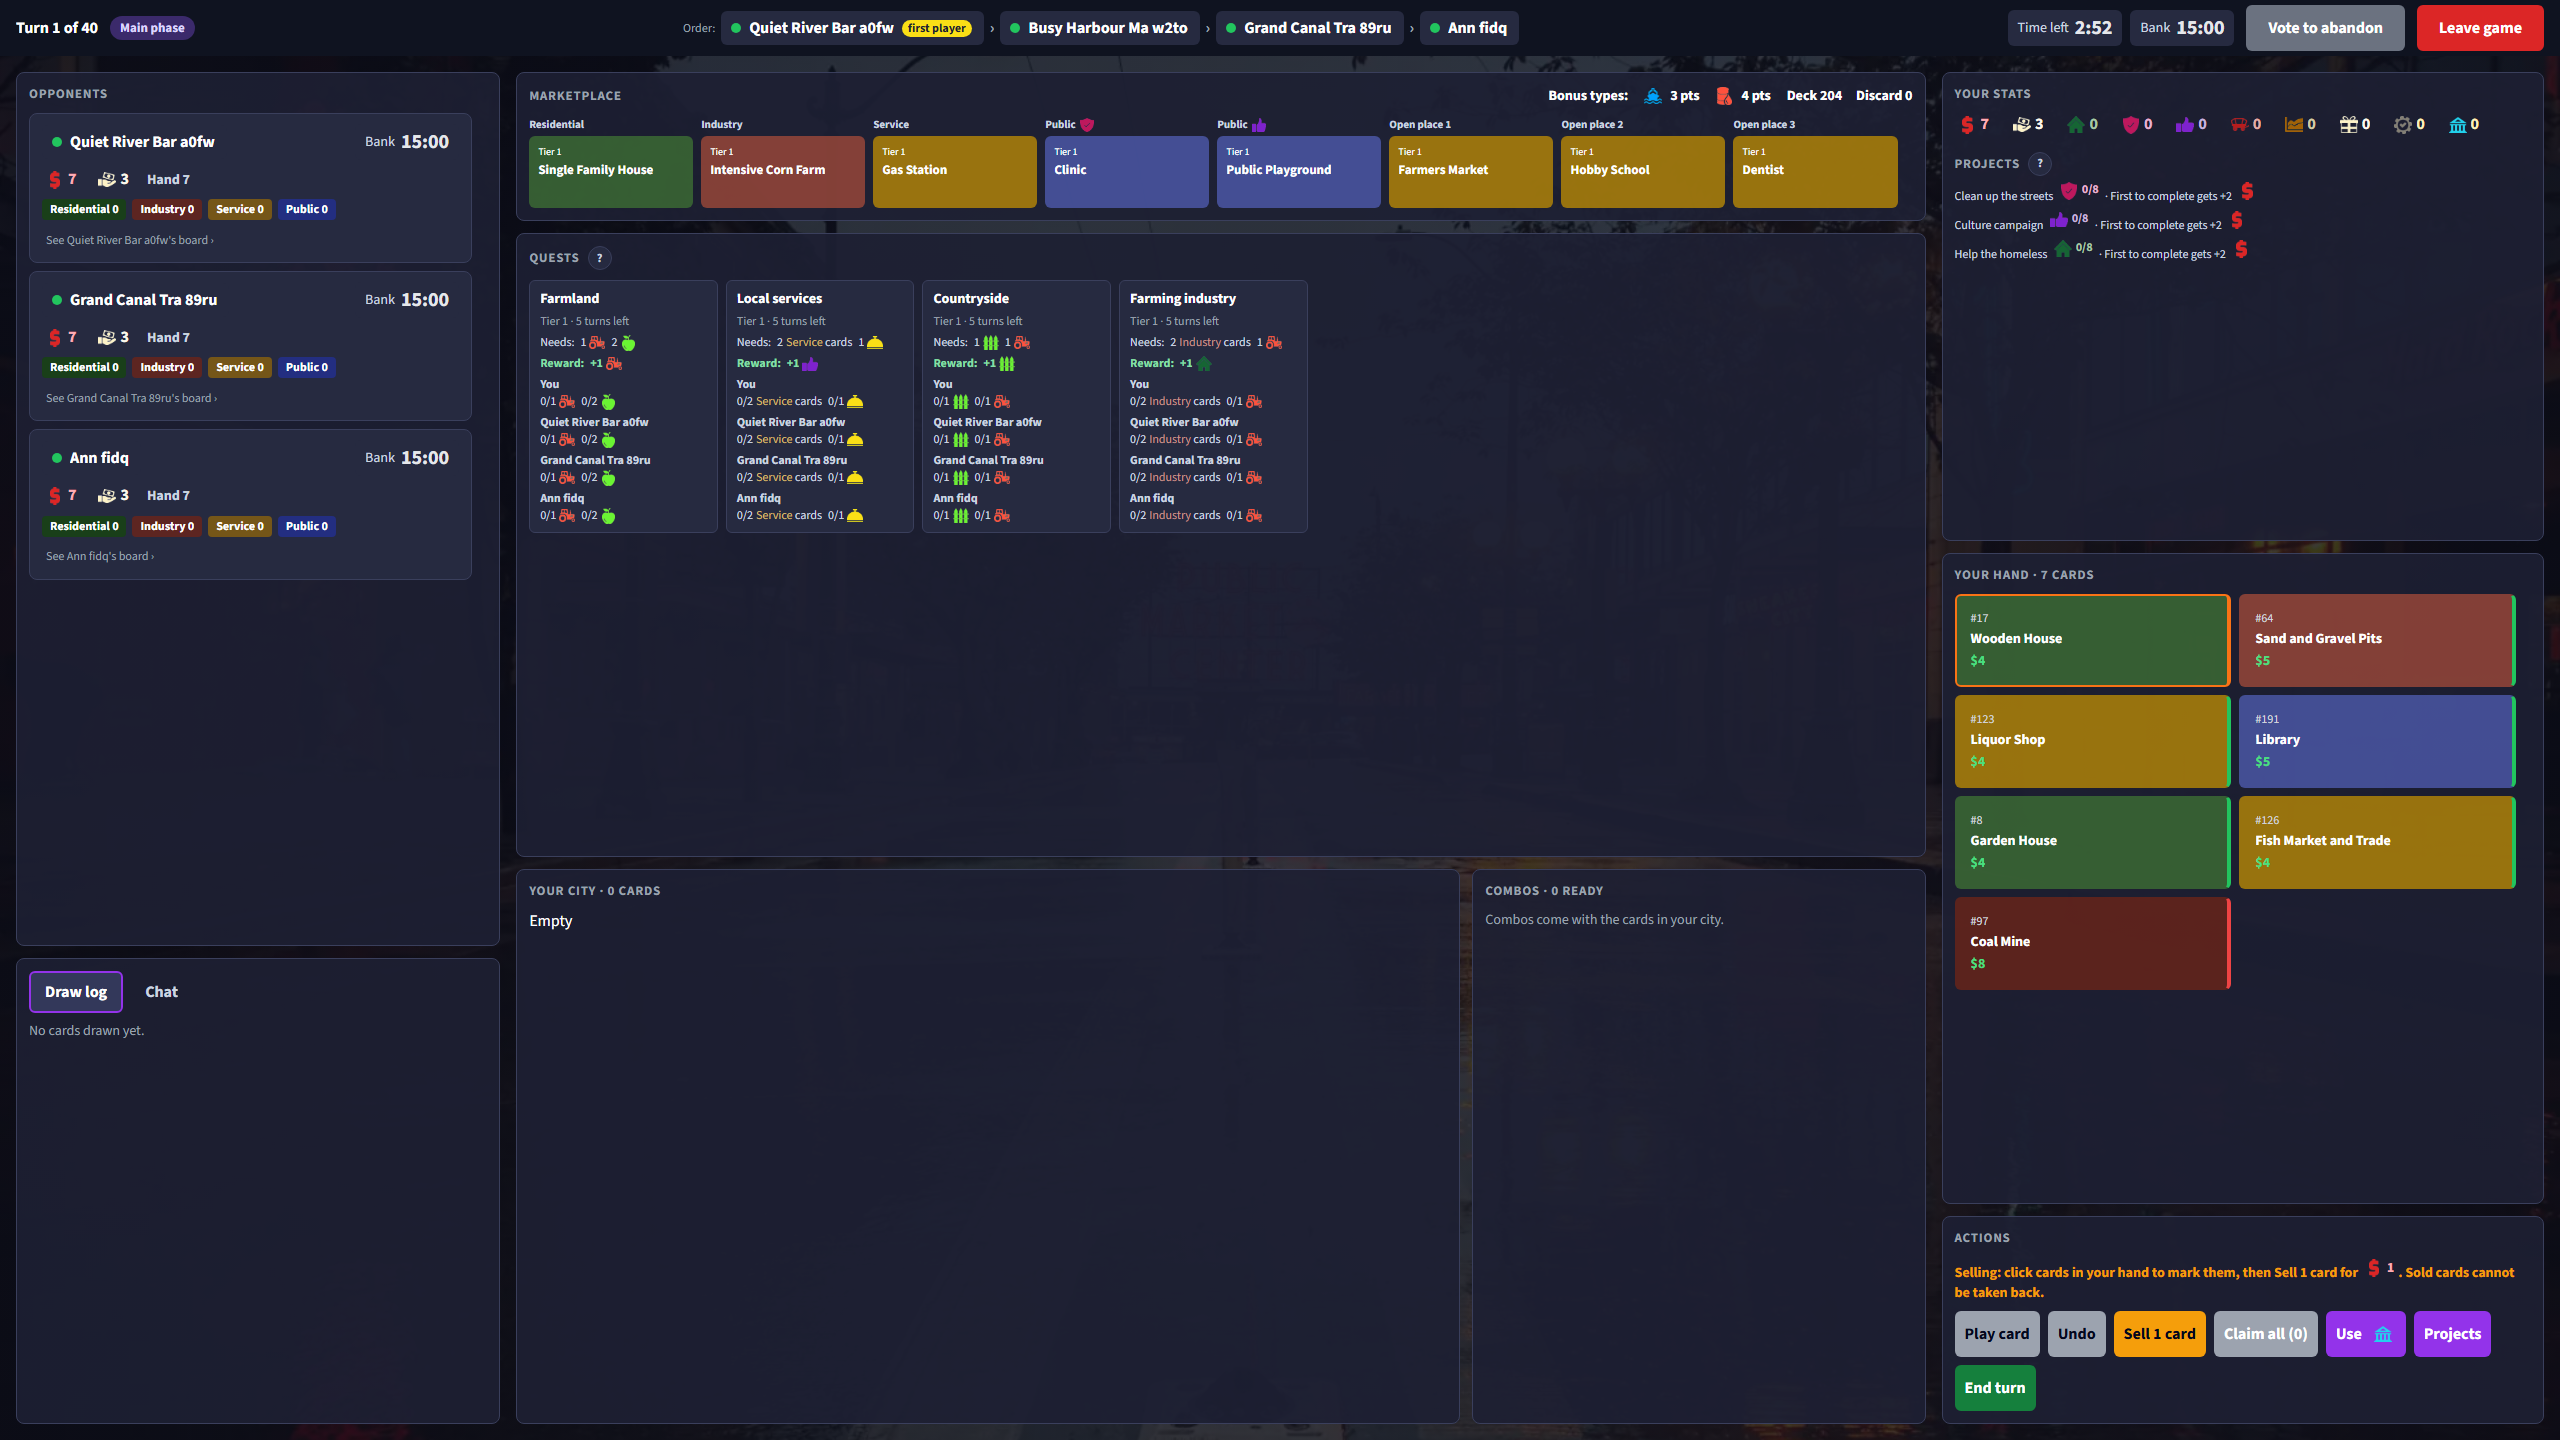 Turn 1 of 40 Main phase
Order: Quiet River Bar a0fw first player › Busy Harbour Ma w2to › Grand Canal Tra 89ru › Ann fidq
Time left 2:52 Bank 15:00 Vote to abandon Leave game
OPPONENTS
Quiet River Bar a0fw Bank 15:00
7 3 Hand 7
Residential 0 Industry 0 Service 0 Public 0
See Quiet River Bar a0fw's board ›
Grand Canal Tra 89ru Bank 15:00
7 3 Hand 7
Residential 0 Industry 0 Service 0 Public 0
See Grand Canal Tra 89ru's board ›
Ann fidq Bank 15:00
7 3 Hand 7
Residential 0 Industry 0 Service 0 Public 0
See Ann fidq's board ›
Draw log Chat
No cards drawn yet.
MARKETPLACE
Bonus types: 3 pts 4 pts Deck 204 Discard 0
Residential Industry Service Public Public Open place 1 Open place 2 Open place 3
Tier 1 Tier 1 Tier 1 Tier 1 Tier 1 Tier 1 Tier 1 Tier 1
Single Family House Intensive Corn Farm Gas Station Clinic Public Playground Farmers Market Hobby School Dentist
QUESTS ?
Farmland
Tier 1 · 5 turns left
Needs: 1 2
Reward: +1
You
0/1 0/2
Quiet River Bar a0fw
0/1 0/2
Grand Canal Tra 89ru
0/1 0/2
Ann fidq
0/1 0/2
Local services
Tier 1 · 5 turns left
Needs: 2 Service cards 1
Reward: +1
You
0/2 Service cards 0/1
Quiet River Bar a0fw
0/2 Service cards 0/1
Grand Canal Tra 89ru
0/2 Service cards 0/1
Ann fidq
0/2 Service cards 0/1
Countryside
Tier 1 · 5 turns left
Needs: 1 1
Reward: +1
You
0/1 0/1
Quiet River Bar a0fw
0/1 0/1
Grand Canal Tra 89ru
0/1 0/1
Ann fidq
0/1 0/1
Farming industry
Tier 1 · 5 turns left
Needs: 2 Industry cards 1
Reward: +1
You
0/2 Industry cards 0/1
Quiet River Bar a0fw
0/2 Industry cards 0/1
Grand Canal Tra 89ru
0/2 Industry cards 0/1
Ann fidq
0/2 Industry cards 0/1
YOUR CITY · 0 CARDS
Empty
COMBOS · 0 READY
Combos come with the cards in your city.
YOUR STATS
7 3 0 0 0 0 0 0 0 0
PROJECTS ?
Clean up the streets 0/8 · First to complete gets +2
Culture campaign 0/8 · First to complete gets +2
Help the homeless 0/8 · First to complete gets +2
YOUR HAND · 7 CARDS
#17
Wooden House
$4
#64
Sand and Gravel Pits
$5
#123
Liquor Shop
$4
#191
Library
$5
#8
Garden House
$4
#126
Fish Market and Trade
$4
#97
Coal Mine
$8
ACTIONS
Selling: click cards in your hand to mark them, then Sell 1 card for 1 . Sold cards cannot
be taken back.
Play card Undo Sell 1 card Claim all (0) Use Projects
End turn